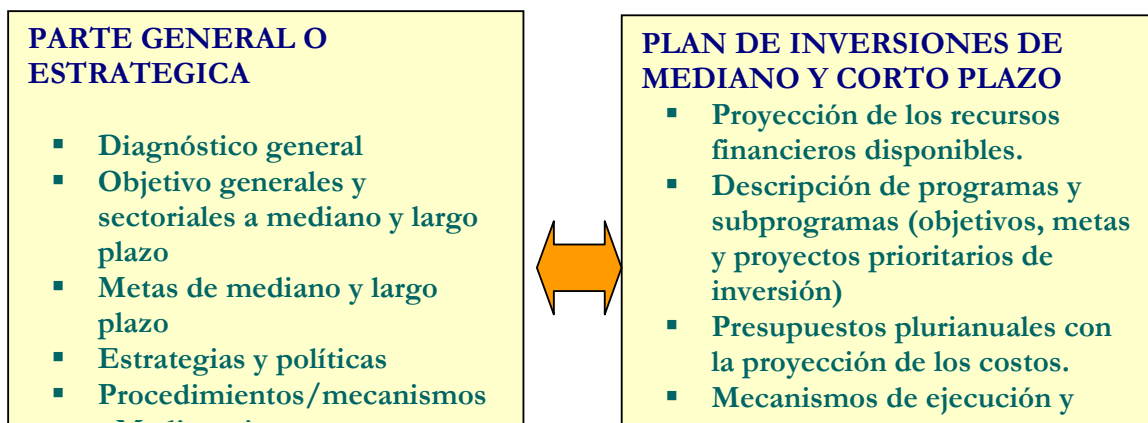 PARTE GENERAL O
ESTRATEGICA
▪ Diagnóstico general
▪ Objetivo generales y
sectoriales a mediano y largo
plazo
▪ Metas de mediano y largo
plazo
▪ Estrategias y políticas
▪ Procedimientos/mecanismos
PLAN DE INVERSIONES DE
MEDIANO Y CORTO PLAZO
▪ Proyección de los recursos
financieros disponibles.
▪ Descripción de programas y
subprogramas (objetivos, metas
y proyectos prioritarios de
inversión)
▪ Presupuestos plurianuales con
la proyección de los costos.
▪ Mecanismos de ejecución y